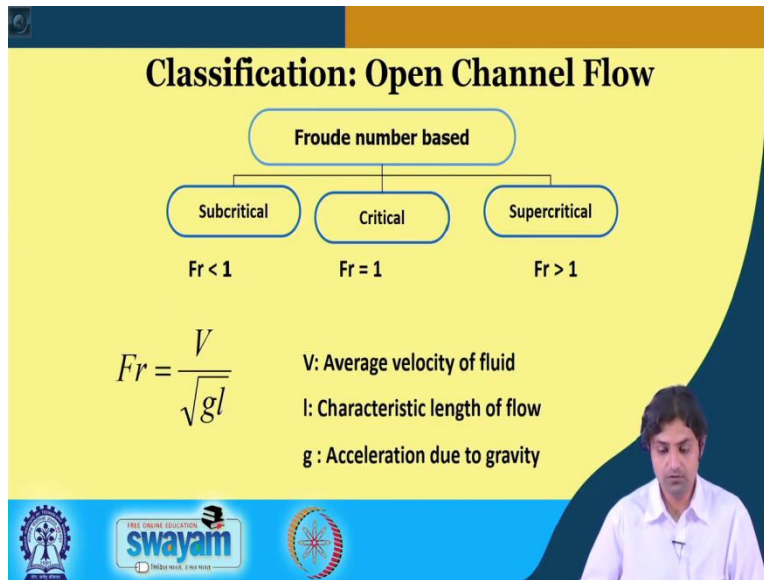 Classification: Open Channel Flow
Froude number based
Subcritical
Critical
Supercritical
Fr < 1
Fr = 1
Fr > 1
Fr = V / √gl
V: Average velocity of fluid
l: Characteristic length of flow
g : Acceleration due to gravity
FREE ONLINE EDUCATION
swayam